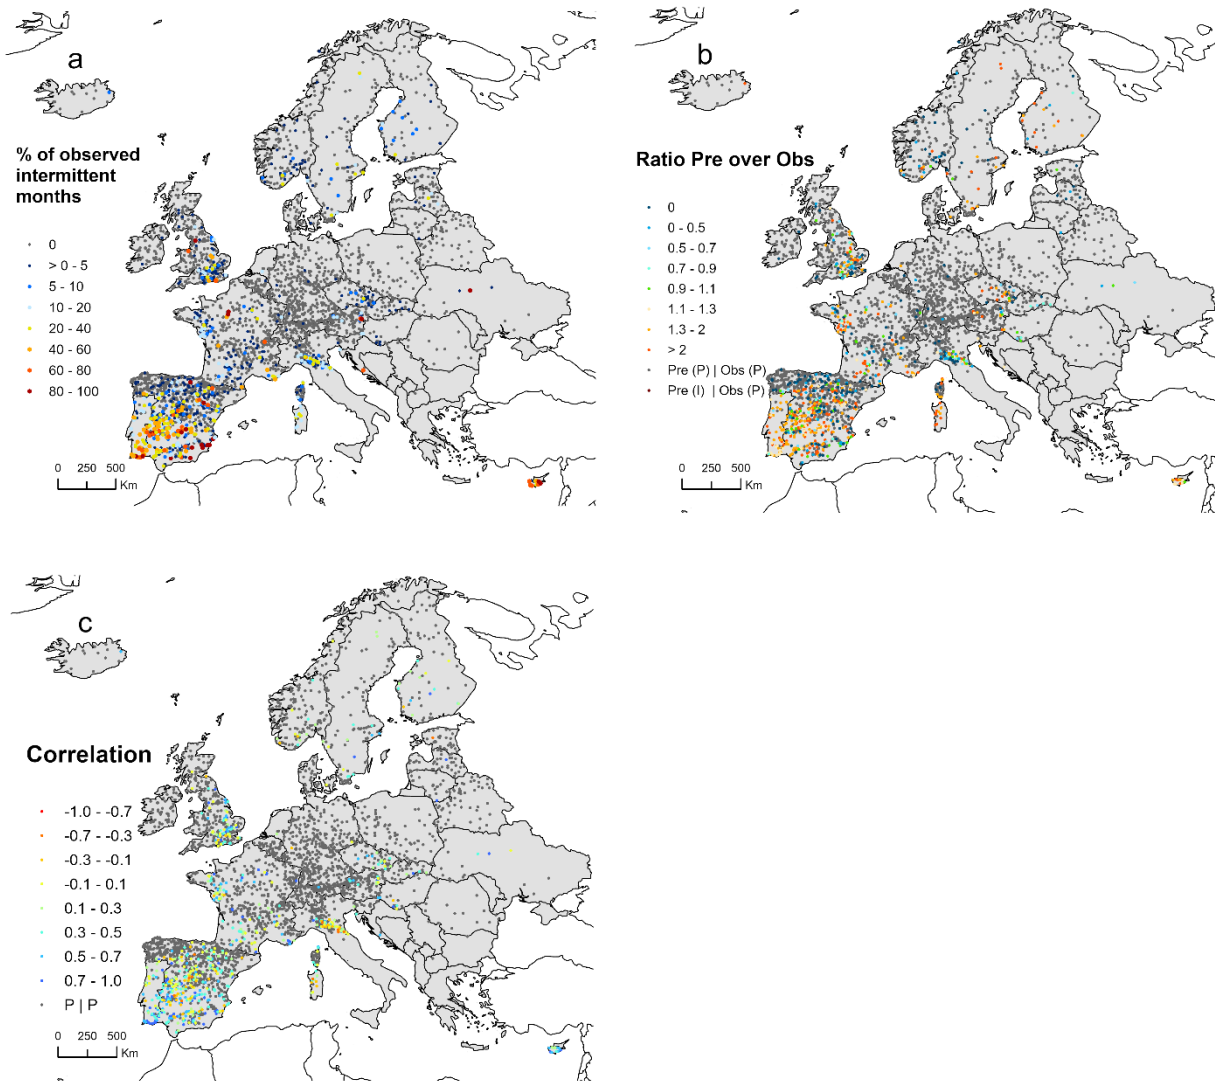 a
% of observed
intermittent
months
0
> 0 - 5
5 - 10
10 - 20
20 - 40
40 - 60
60 - 80
80 - 100
0 250 500
Km
b
Ratio Pre over Obs
0
0 - 0.5
0.5 - 0.7
0.7 - 0.9
0.9 - 1.1
1.1 - 1.3
1.3 - 2
> 2
Pre (P) | Obs (P)
Pre (I) | Obs (P)
0 250 500
Km
c
Correlation
-1.0 - -0.7
-0.7 - -0.3
-0.3 - -0.1
-0.1 - 0.1
0.1 - 0.3
0.3 - 0.5
0.5 - 0.7
0.7 - 1.0
P | P
0 250 500
Km